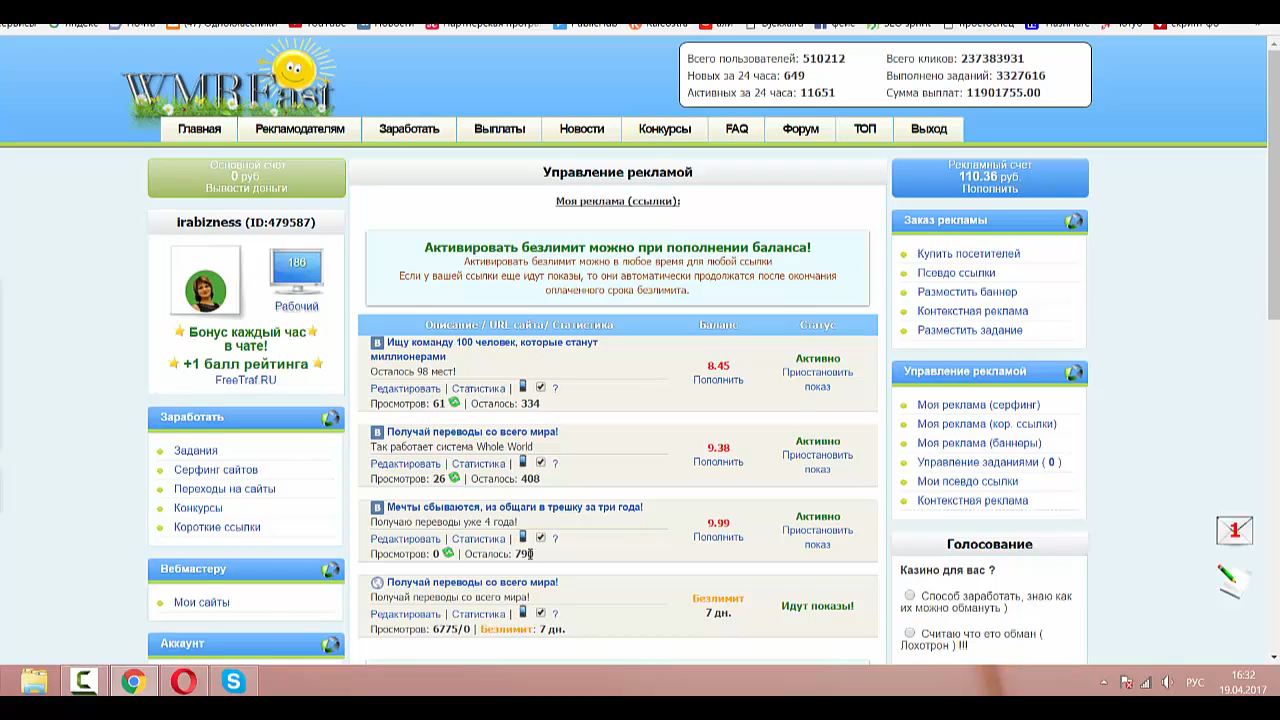 Почта
(47) Одноклассники
YouTube
Новости
WMRFast
Всего пользователей: 510212
Новых за 24 часа: 649
Активных за 24 часа: 11651
Всего кликов: 237383931
Выполнено заданий: 3327616
Сумма выплат: 11901755.00
Главная
Рекламодателям
Заработать
Выплаты
Новости
Конкурсы
FAQ
Форум
ТОП
Выход
Основной счет
0 руб.
Вывести деньги
irabizness (ID:479587)
186
Рабочий
Бонус каждый час
в чате!
+1 балл рейтинга
FreeTraf.RU
Заработать
Задания
Серфинг сайтов
Переходы на сайты
Конкурсы
Короткие ссылки
Вебмастеру
Мои сайты
Аккаунт
Управление рекламой
Моя реклама (ссылки):
Активировать безлимит можно при пополнении баланса!
Активировать безлимит можно в любое время для любой ссылки
Если у вашей ссылки еще идут показы, то они автоматически продолжатся после окончания
оплаченного срока безлимита.
Описание / URL сайта/ Статистика
Баланс
Статус
В Ищу команду 100 человек, которые станут
миллионерами
Осталось 98 мест!
Редактировать | Статистика | ?
Просмотров: 61 | Осталось: 334
8.45
Пополнить
Активно
Приостановить
показ
В Получай переводы со всего мира!
Так работает система Whole World
Редактировать | Статистика | ?
Просмотров: 26 | Осталось: 408
9.38
Пополнить
Активно
Приостановить
показ
В Мечты сбываются, из общаги в трешку за три года!
Получаю переводы уже 4 года!
Редактировать | Статистика | ?
Просмотров: 0 | Осталось: 799
9.99
Пополнить
Активно
Приостановить
показ
Получай переводы со всего мира!
Получай переводы со всего мира!
Редактировать | Статистика | ?
Просмотров: 6775/0 | Безлимит: 7 дн.
Безлимит
7 дн.
Идут показы!
Рекламный счет
110.36 руб.
Пополнить
Заказ рекламы
Купить посетителей
Псевдо ссылки
Разместить баннер
Контекстная реклама
Разместить задание
Управление рекламой
Моя реклама (серфинг)
Моя реклама (кор. ссылки)
Моя реклама (баннеры)
Управление заданиями ( 0 )
Мои псевдо ссылки
Контекстная реклама
Голосование
Казино для вас ?
Способ заработать, знаю как
их можно обмануть )
Считаю что ето обман (
Лохотрон ) !!!
1
РУС
16:32
19.04.2017